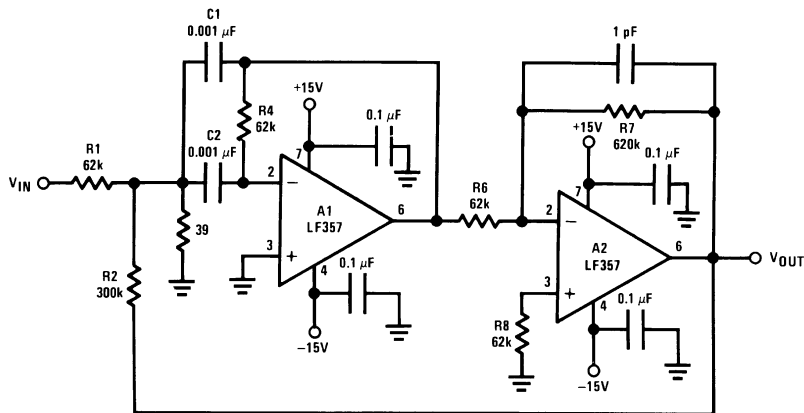 C1
0.001 µF
1 pF
+15V
R4
62k
0.1 µF
R7
620k
+15V
C2
0.001 µF
0.1 µF
R1
62k
7
7
R6
62k
VIN
2
−
A1
LF357
6
2
−
A2
LF357
6
VOUT
39
3
+
4
0.1 µF
3
+
4
0.1 µF
R2
300k
R8
62k
−15V
−15V